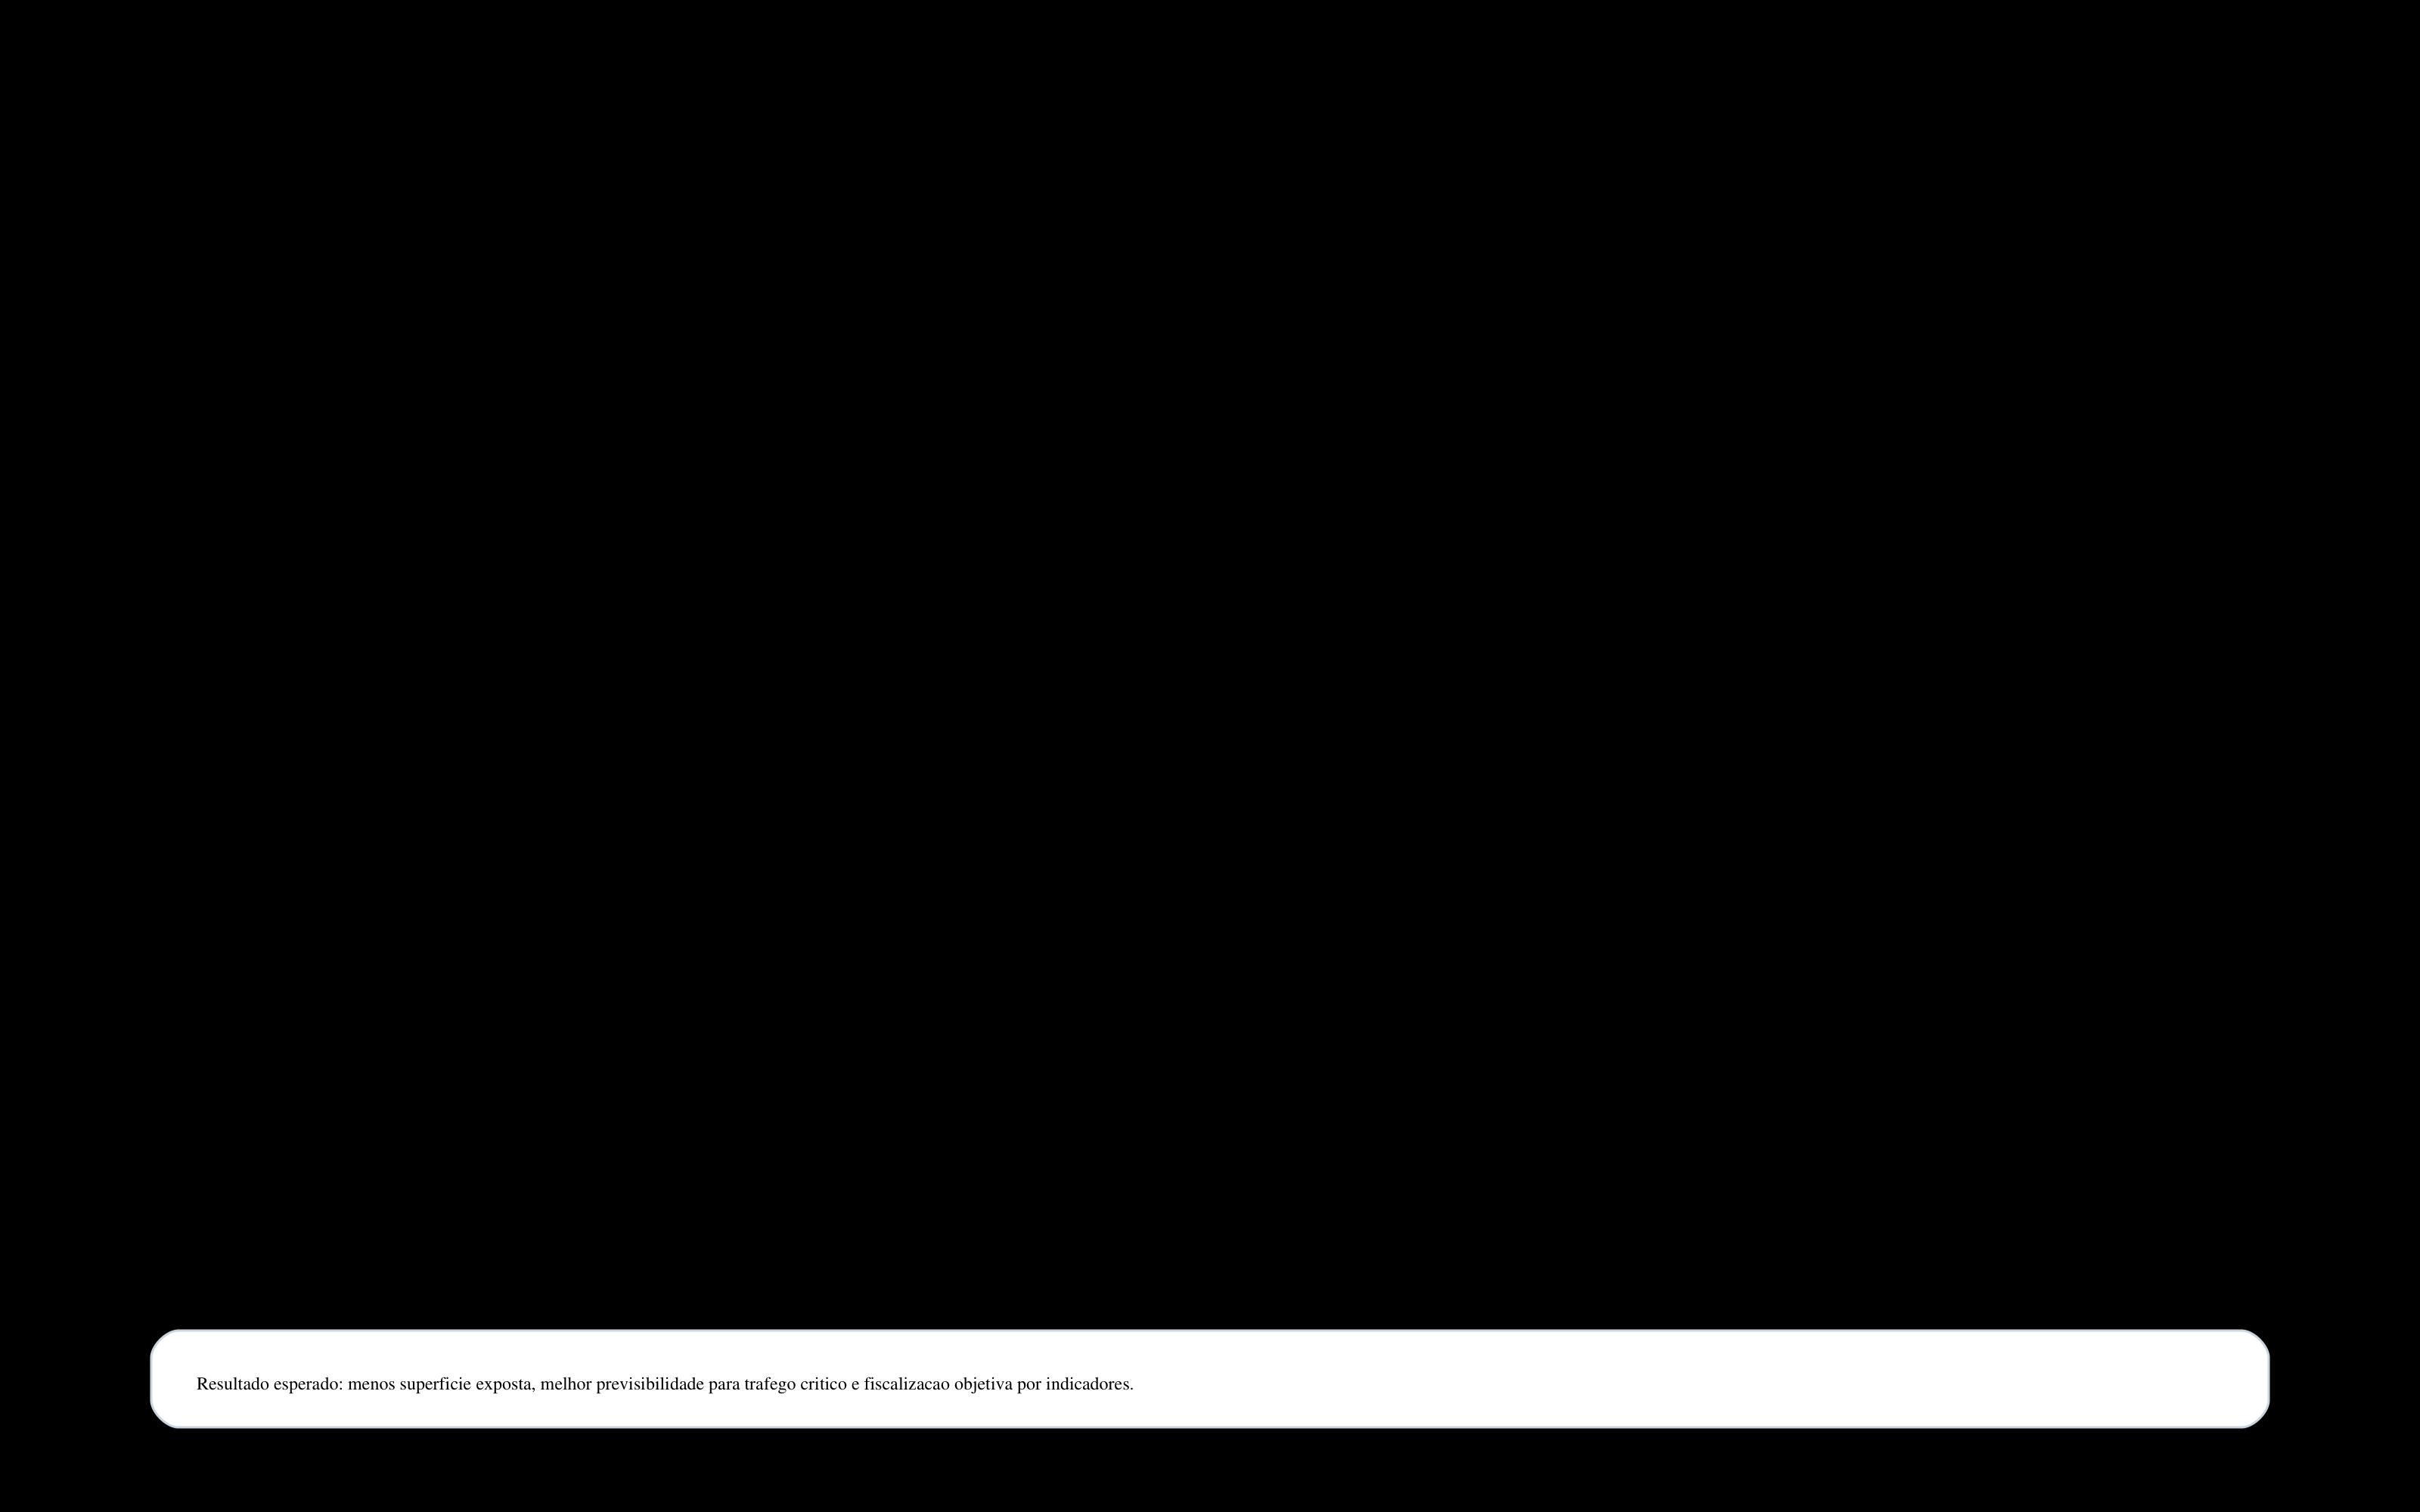 Resultado esperado: menos superficie exposta, melhor previsibilidade para trafego critico e fiscalizacao objetiva por indicadores.